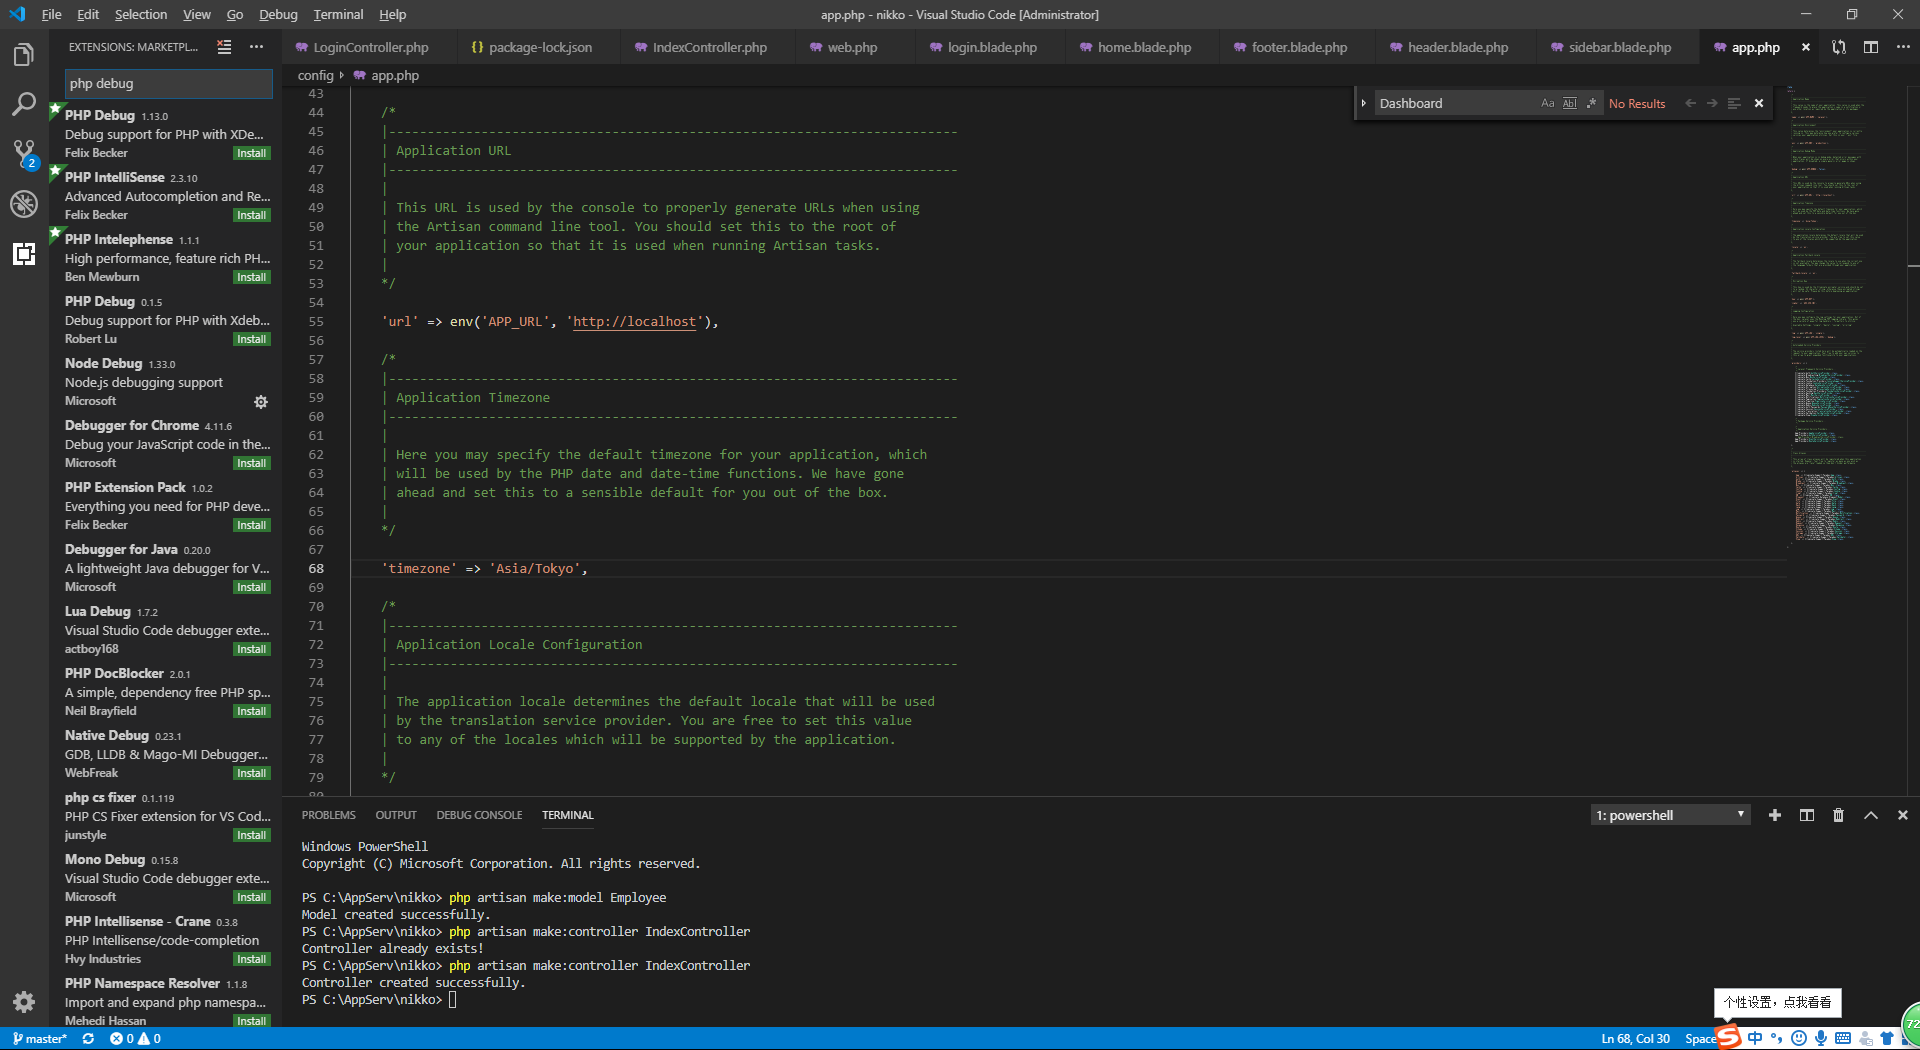 File Edit Selection View Go Debug Terminal Help
app.php - nikko - Visual Studio Code [Administrator]
EXTENSIONS: MARKETPL...
LoginController.php
package-lock.json
IndexController.php
web.php
login.blade.php
home.blade.php
footer.blade.php
header.blade.php
sidebar.blade.php
app.php
php debug
config
app.php
Dashboard
Aa
Abl
No Results
PHP Debug 1.13.0
Debug support for PHP with XDe...
Felix Becker Install
PHP IntelliSense 2.3.10
Advanced Autocompletion and Re...
Felix Becker Install
PHP Intelephense 1.1.1
High performance, feature rich PH...
Ben Mewburn Install
PHP Debug 0.1.5
Debug support for PHP with Xdeb...
Robert Lu Install
Node Debug 1.33.0
Node.js debugging support
Microsoft
Debugger for Chrome 4.11.6
Debug your JavaScript code in the...
Microsoft Install
PHP Extension Pack 1.0.2
Everything you need for PHP deve...
Felix Becker Install
Debugger for Java 0.20.0
A lightweight Java debugger for V...
Microsoft Install
Lua Debug 1.7.2
Visual Studio Code debugger exte...
actboy168 Install
PHP DocBlocker 2.0.1
A simple, dependency free PHP sp...
Neil Brayfield Install
Native Debug 0.23.1
GDB, LLDB & Mago-MI Debugger...
WebFreak Install
php cs fixer 0.1.119
PHP CS Fixer extension for VS Cod...
junstyle Install
Mono Debug 0.15.8
Visual Studio Code debugger exte...
Microsoft Install
PHP Intellisense - Crane 0.3.8
PHP Intellisense/code-completion
Hvy Industries Install
PHP Namespace Resolver 1.1.8
Import and expand php namespa...
Mehedi Hassan Install
2
43
44 /*
45 |--------------------------------------------------------------------------
46 | Application URL
47 |--------------------------------------------------------------------------
48 |
49 | This URL is used by the console to properly generate URLs when using
50 | the Artisan command line tool. You should set this to the root of
51 | your application so that it is used when running Artisan tasks.
52 |
53 */
54
55 'url' => env('APP_URL', 'http://localhost'),
56
57 /*
58 |--------------------------------------------------------------------------
59 | Application Timezone
60 |--------------------------------------------------------------------------
61 |
62 | Here you may specify the default timezone for your application, which
63 | will be used by the PHP date and date-time functions. We have gone
64 | ahead and set this to a sensible default for you out of the box.
65 |
66 */
67
68 'timezone' => 'Asia/Tokyo',
69
70 /*
71 |--------------------------------------------------------------------------
72 | Application Locale Configuration
73 |--------------------------------------------------------------------------
74 |
75 | The application locale determines the default locale that will be used
76 | by the translation service provider. You are free to set this value
77 | to any of the locales which will be supported by the application.
78 |
79 */
80
PROBLEMS OUTPUT DEBUG CONSOLE TERMINAL
1: powershell
Windows PowerShell
Copyright (C) Microsoft Corporation. All rights reserved.
PS C:\AppServ\nikko> php artisan make:model Employee
Model created successfully.
PS C:\AppServ\nikko> php artisan make:controller IndexController
Controller already exists!
PS C:\AppServ\nikko> php artisan make:controller IndexController
Controller created successfully.
PS C:\AppServ\nikko>
个性设置，点我看看
master* 0 0
Ln 68, Col 30 Space
S 中
72